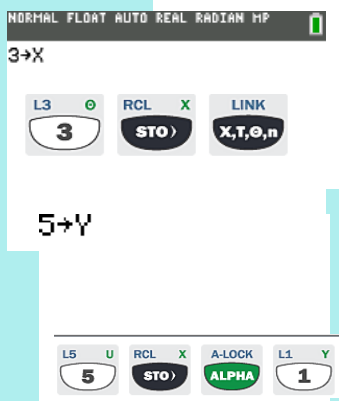 NORMAL FLOAT AUTO REAL RADIAN MP
3→X
L3 θ RCL X LINK
3 STO⟩ X,T,θ,n
5→Y
L5 U RCL X A-LOCK L1 Y
5 STO⟩ ALPHA 1